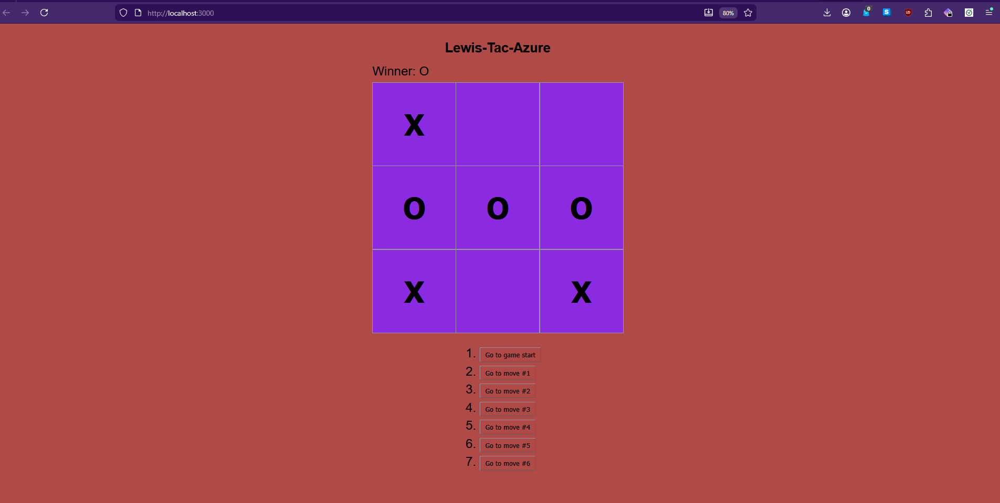 http://localhost:3000
80%
0
S
UD
Lewis-Tac-Azure
Winner: O
X
O O O
X X
1. Go to game start
2. Go to move #1
3. Go to move #2
4. Go to move #3
5. Go to move #4
6. Go to move #5
7. Go to move #6